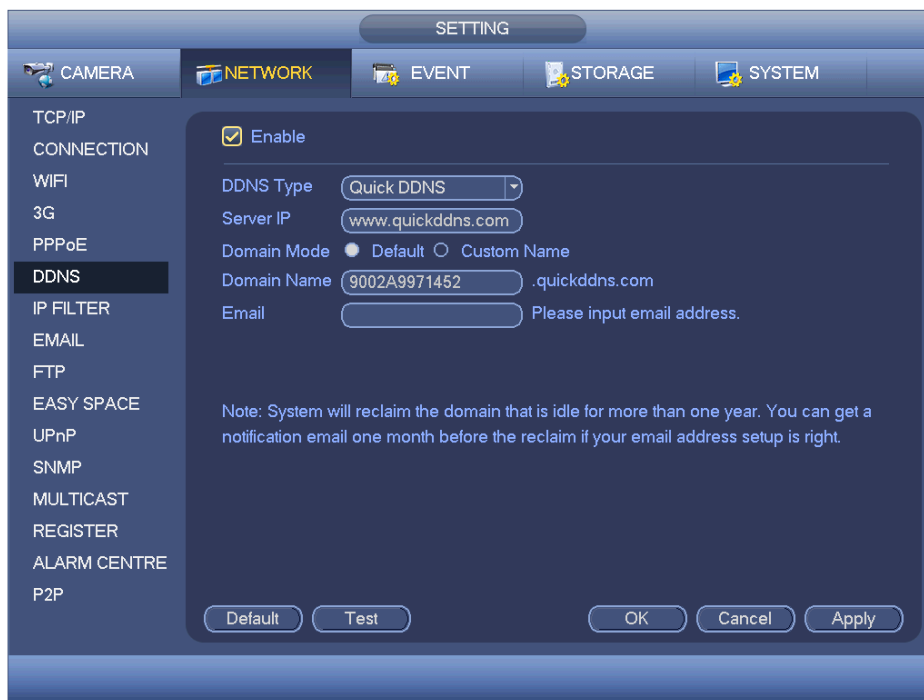 SETTING
CAMERA NETWORK EVENT STORAGE SYSTEM
TCP/IP
CONNECTION
WIFI
3G
PPPoE
DDNS
IP FILTER
EMAIL
FTP
EASY SPACE
UPnP
SNMP
MULTICAST
REGISTER
ALARM CENTRE
P2P
Enable
DDNS Type Quick DDNS
Server IP www.quickddns.com
Domain Mode Default Custom Name
Domain Name 9002A9971452 .quickddns.com
Email Please input email address.
Note: System will reclaim the domain that is idle for more than one year. You can get a
notification email one month before the reclaim if your email address setup is right.
Default Test OK Cancel Apply